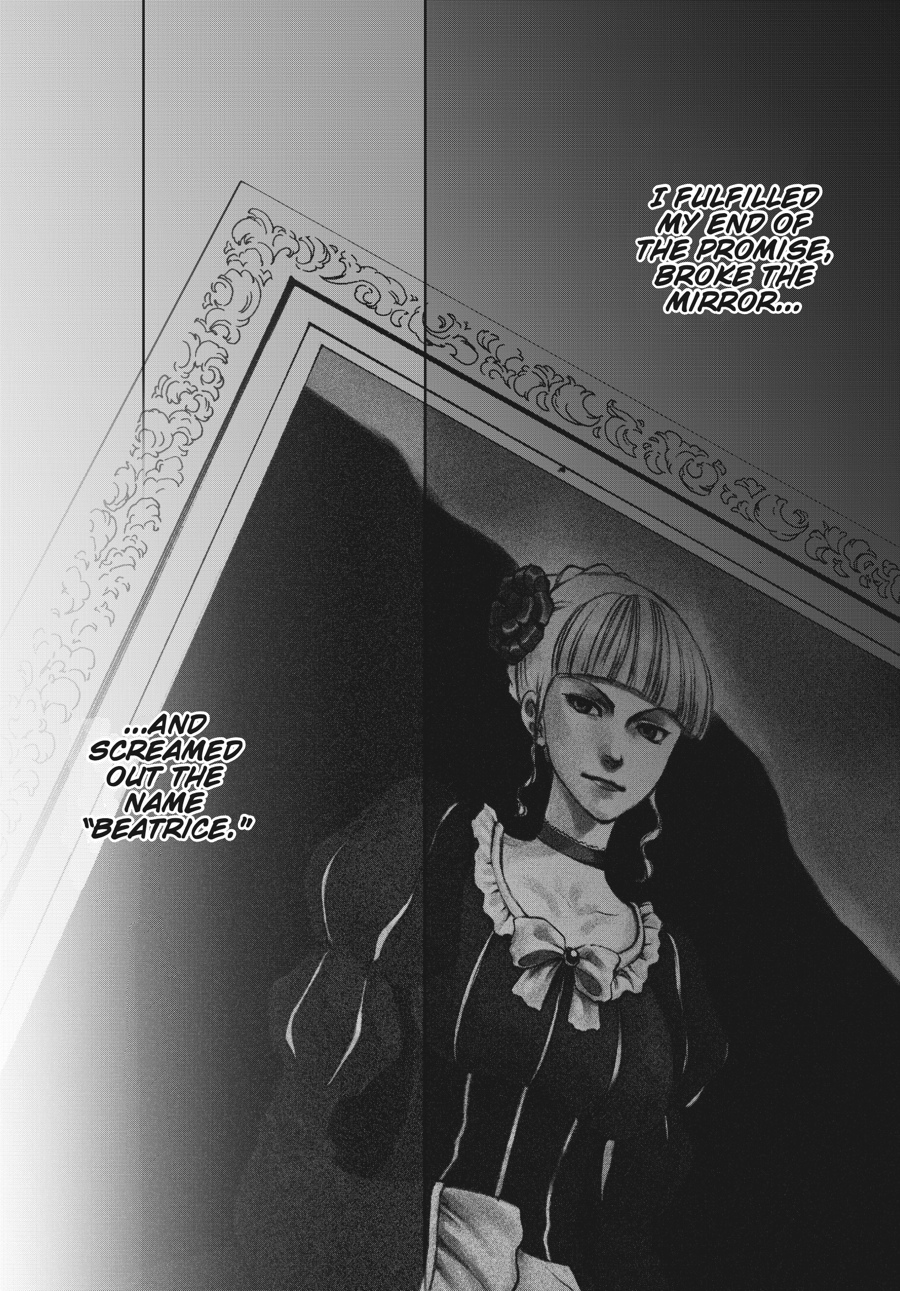 I FULFILLED
MY END OF
THE PROMISE,
BROKE THE
MIRROR...
...AND
SCREAMED
OUT THE
NAME
"BEATRICE."